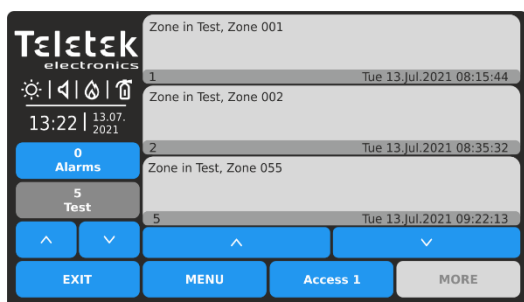 Teletek
electronics
13:22
13.07.
2021
0
Alarms
5
Test
EXIT
Zone in Test, Zone 001
1 Tue 13.Jul.2021 08:15:44
Zone in Test, Zone 002
2 Tue 13.Jul.2021 08:35:32
Zone in Test, Zone 055
5 Tue 13.Jul.2021 09:22:13
MENU
Access 1
MORE